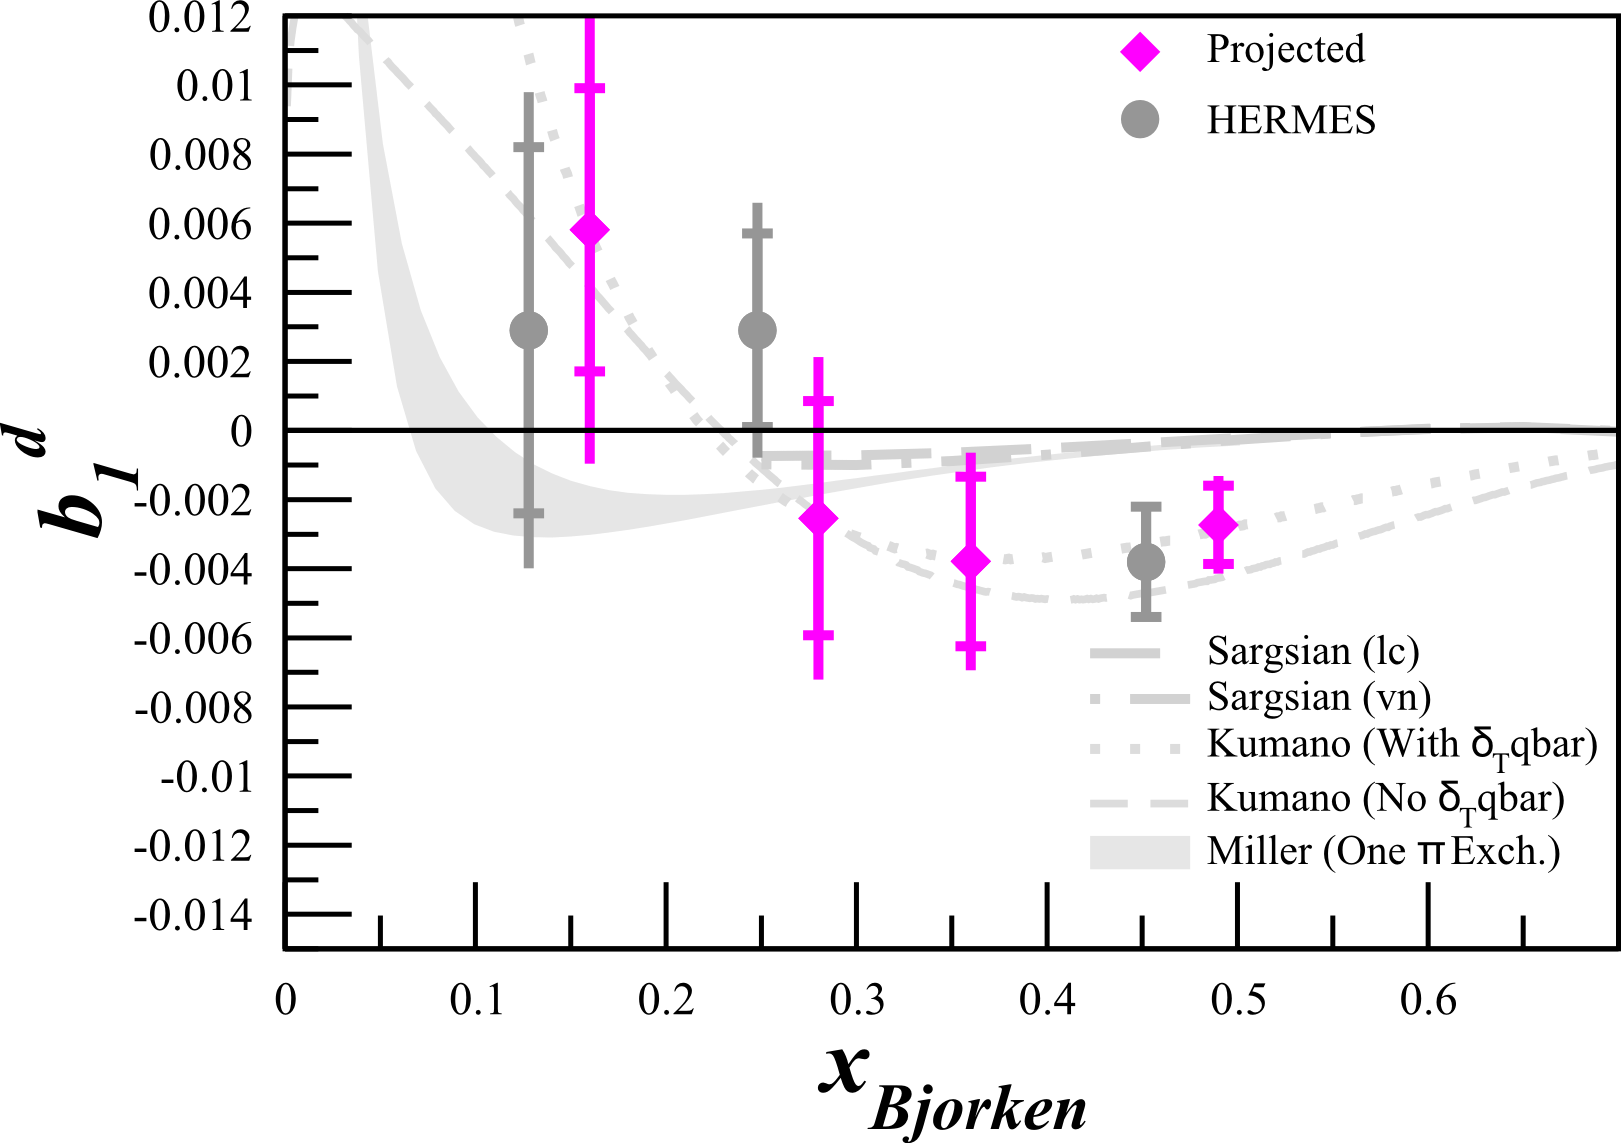 0.012
0.01
0.008
0.006
0.004
0.002
0
-0.002
-0.004
-0.006
-0.008
-0.01
-0.012
-0.014
b1d
Projected
HERMES
Sargsian (lc)
Sargsian (vn)
Kumano (With δTqbar)
Kumano (No δTqbar)
Miller (One π Exch.)
0 0.1 0.2 0.3 0.4 0.5 0.6
xBjorken